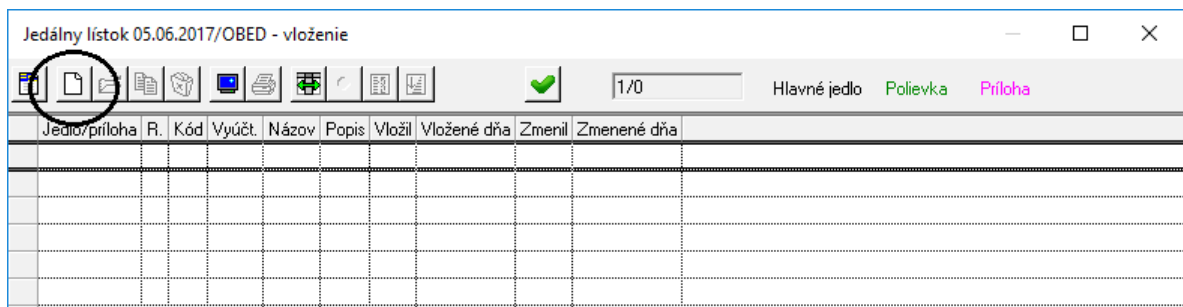 Jedálny lístok 05.06.2017/OBED - vloženie
1/0 Hlavné jedlo Polievka Príloha
Jedlo/príloha R. Kód Vyúčt. Názov Popis Vložil Vložené dňa Zmenil Zmenené dňa